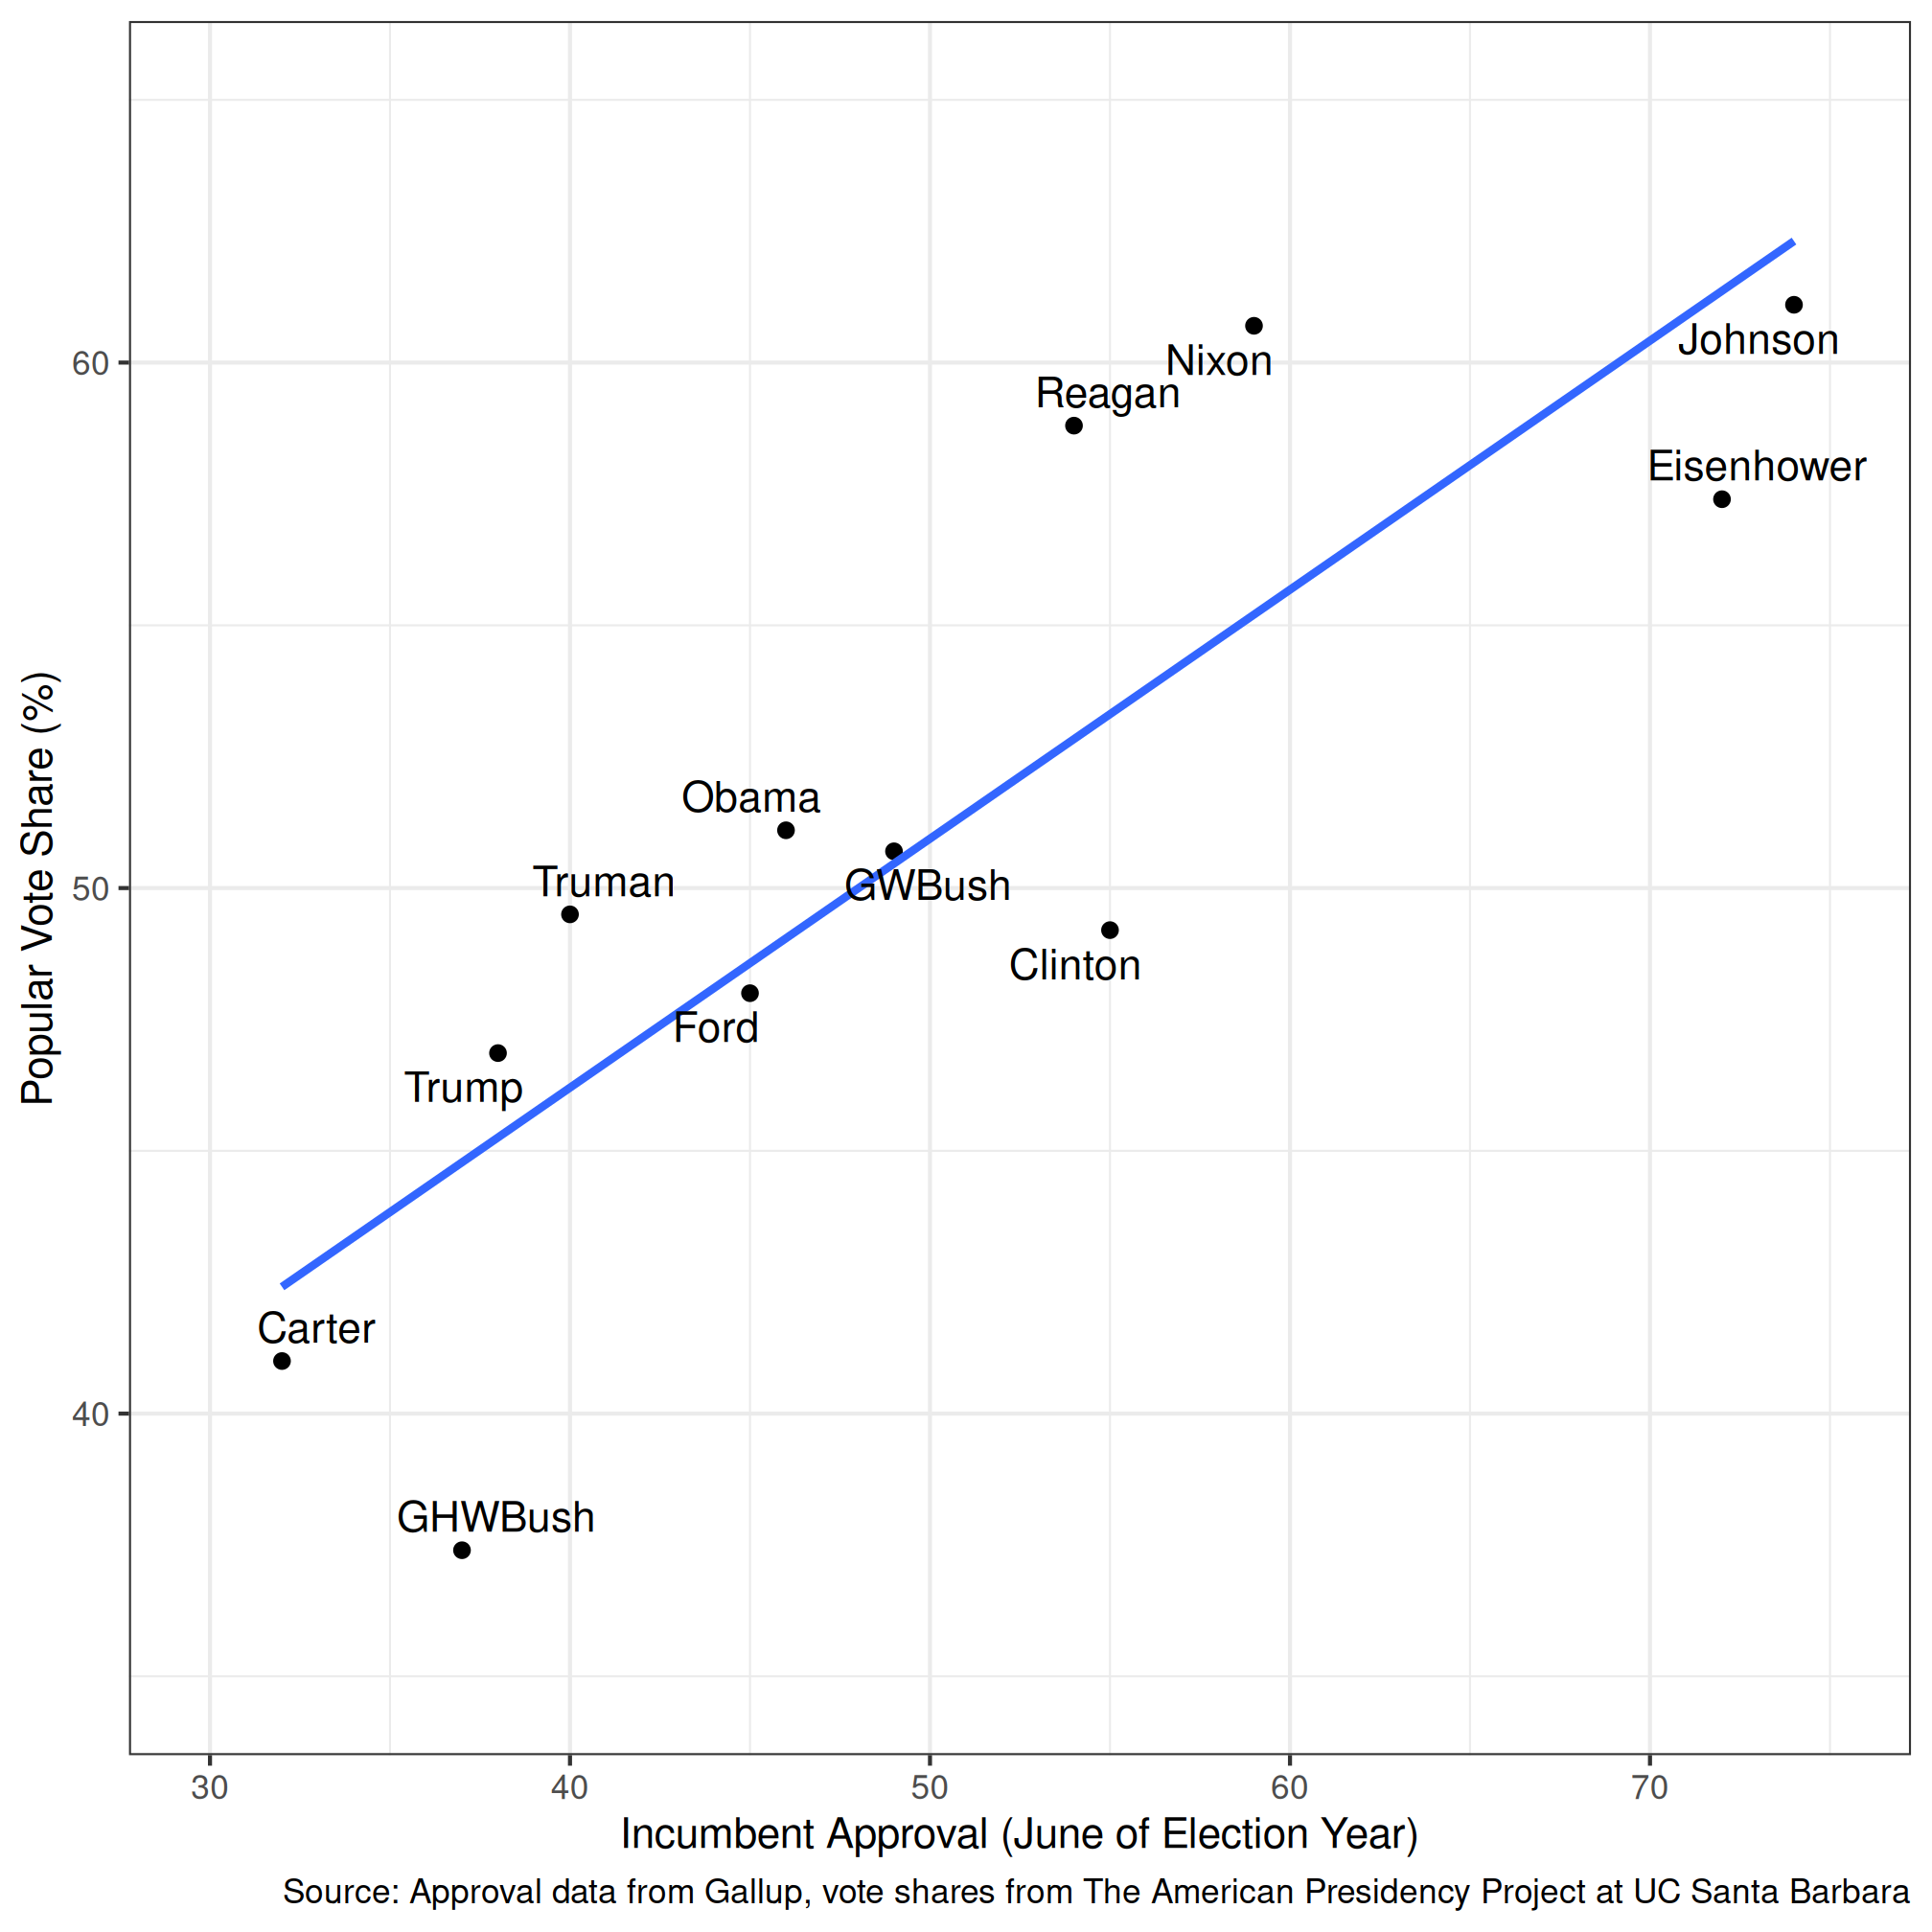 60
50
40
Popular Vote Share (%)
Nixon
Johnson
Reagan
Eisenhower
Obama
Truman
GWBush
Clinton
Ford
Trump
Carter
GHWBush
30 40 50 60 70
Incumbent Approval (June of Election Year)
Source: Approval data from Gallup, vote shares from The American Presidency Project at UC Santa Barbara